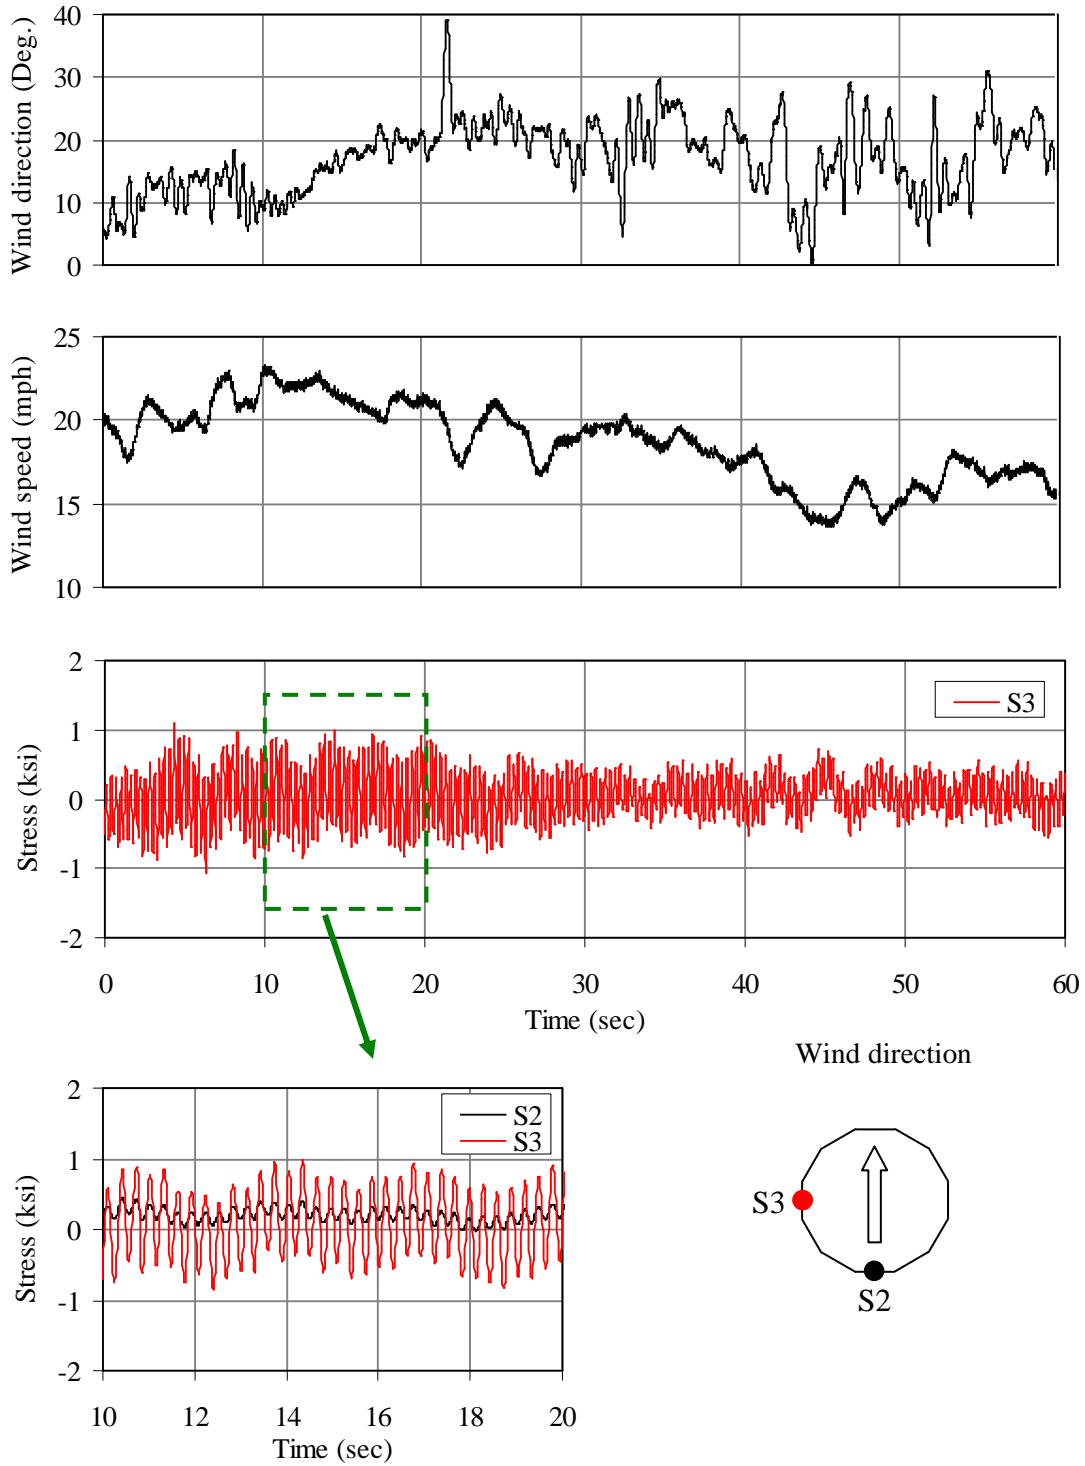 Wind direction (Deg.
40
30
20
10
0
Wind speed (mph)
25
20
15
10
Stress (ksi)
2
1
0
-1
-2
S3
0 10 20 30 40 50 60
Time (sec)
Wind direction
Stress (ksi)
2
1
0
-1
-2
S2
S3
10 12 14 16 18 20
Time (sec)
S3
S2